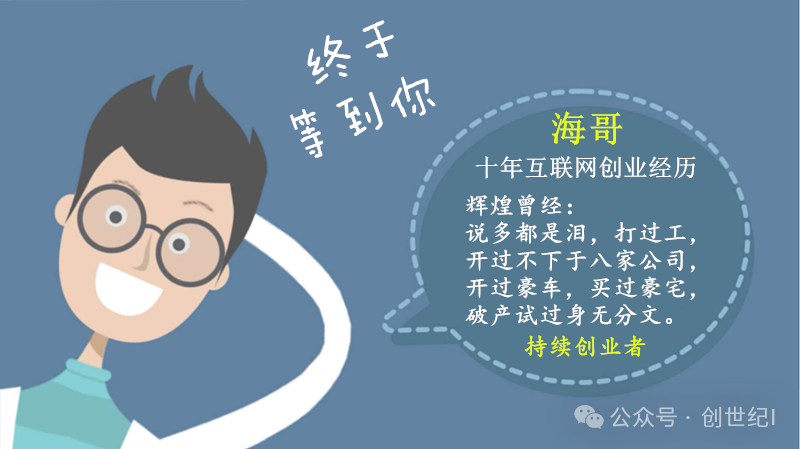 终于
等到你
海哥
十年互联网创业经历
辉煌曾经：
说多都是泪，打过工，
开过不下于八家公司，
开过豪车，买过豪宅，
破产试过身无分文。
持续创业者
公众号·创世纪I